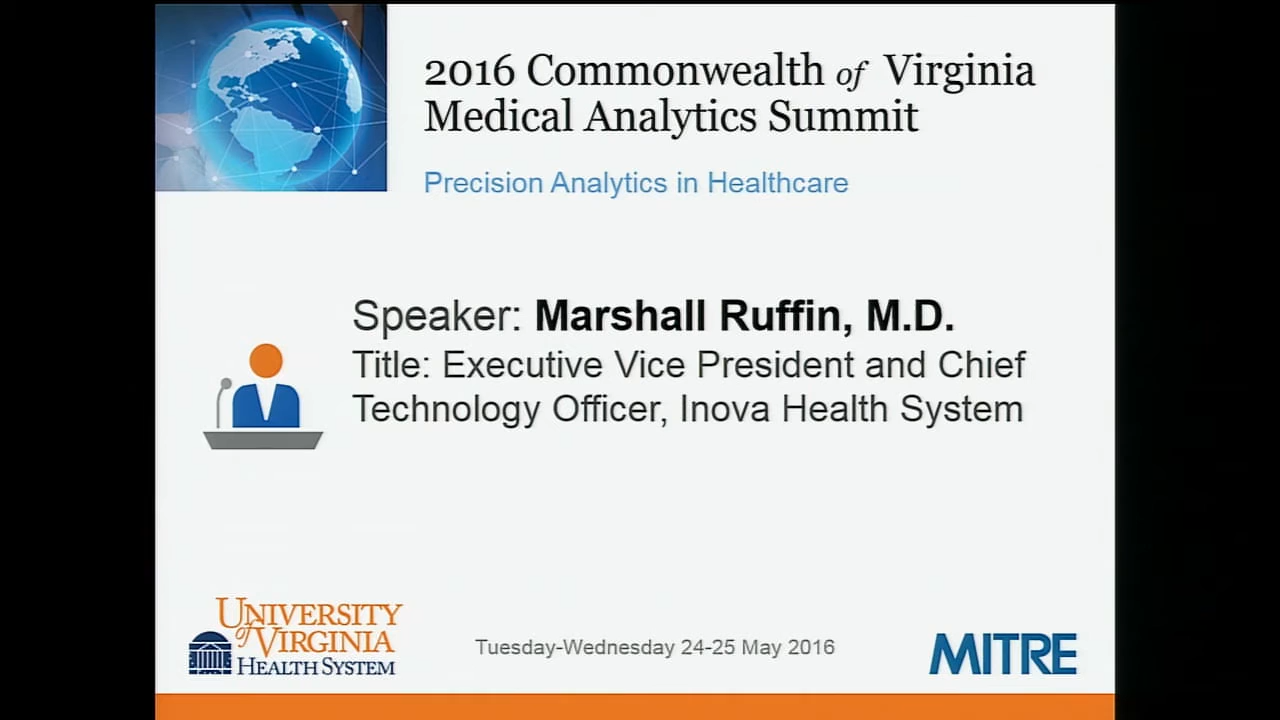 2016 Commonwealth of Virginia
Medical Analytics Summit
Precision Analytics in Healthcare
Speaker: Marshall Ruffin, M.D.
Title: Executive Vice President and Chief
Technology Officer, Inova Health System
UNIVERSITY
of VIRGINIA
HEALTH SYSTEM
Tuesday-Wednesday 24-25 May 2016
MITRE